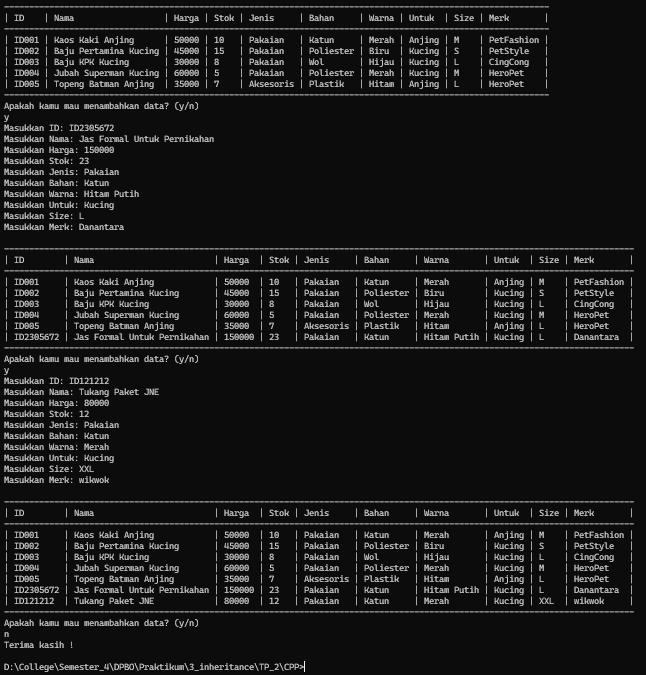 | ID    | Nama                  | Harga | Stok | Jenis     | Bahan     | Warna | Untuk  | Size | Merk       |
| ID001 | Kaos Kaki Anjing      | 50000 | 10   | Pakaian   | Katun     | Merah | Anjing | M    | PetFashion |
| ID002 | Baju Pertamina Kucing | 45000 | 15   | Pakaian   | Poliester | Biru  | Kucing | S    | PetStyle   |
| ID003 | Baju KPK Kucing       | 30000 | 8    | Pakaian   | Wol       | Hijau | Kucing | L    | CingCong   |
| ID004 | Jubah Superman Kucing | 60000 | 5    | Pakaian   | Poliester | Merah | Kucing | M    | HeroPet    |
| ID005 | Topeng Batman Anjing  | 35000 | 7    | Aksesoris | Plastik   | Hitam | Anjing | L    | HeroPet    |
Apakah kamu mau menambahkan data? (y/n)
y
Masukkan ID: ID2305672
Masukkan Nama: Jas Formal Untuk Pernikahan
Masukkan Harga: 150000
Masukkan Stok: 23
Masukkan Jenis: Pakaian
Masukkan Bahan: Katun
Masukkan Warna: Hitam Putih
Masukkan Untuk: Kucing
Masukkan Size: L
Masukkan Merk: Danantara
| ID        | Nama                        | Harga  | Stok | Jenis     | Bahan     | Warna       | Untuk  | Size | Merk       |
| ID001     | Kaos Kaki Anjing            | 50000  | 10   | Pakaian   | Katun     | Merah       | Anjing | M    | PetFashion |
| ID002     | Baju Pertamina Kucing       | 45000  | 15   | Pakaian   | Poliester | Biru        | Kucing | S    | PetStyle   |
| ID003     | Baju KPK Kucing             | 30000  | 8    | Pakaian   | Wol       | Hijau       | Kucing | L    | CingCong   |
| ID004     | Jubah Superman Kucing       | 60000  | 5    | Pakaian   | Poliester | Merah       | Kucing | M    | HeroPet    |
| ID005     | Topeng Batman Anjing        | 35000  | 7    | Aksesoris | Plastik   | Hitam       | Anjing | L    | HeroPet    |
| ID2305672 | Jas Formal Untuk Pernikahan | 150000 | 23   | Pakaian   | Katun     | Hitam Putih | Kucing | L    | Danantara  |
Apakah kamu mau menambahkan data? (y/n)
y
Masukkan ID: ID121212
Masukkan Nama: Tukang Paket JNE
Masukkan Harga: 80000
Masukkan Stok: 12
Masukkan Jenis: Pakaian
Masukkan Bahan: Katun
Masukkan Warna: Merah
Masukkan Untuk: Kucing
Masukkan Size: XXL
Masukkan Merk: wikwok
| ID        | Nama                        | Harga  | Stok | Jenis     | Bahan     | Warna       | Untuk  | Size | Merk       |
| ID001     | Kaos Kaki Anjing            | 50000  | 10   | Pakaian   | Katun     | Merah       | Anjing | M    | PetFashion |
| ID002     | Baju Pertamina Kucing       | 45000  | 15   | Pakaian   | Poliester | Biru        | Kucing | S    | PetStyle   |
| ID003     | Baju KPK Kucing             | 30000  | 8    | Pakaian   | Wol       | Hijau       | Kucing | L    | CingCong   |
| ID004     | Jubah Superman Kucing       | 60000  | 5    | Pakaian   | Poliester | Merah       | Kucing | M    | HeroPet    |
| ID005     | Topeng Batman Anjing        | 35000  | 7    | Aksesoris | Plastik   | Hitam       | Anjing | L    | HeroPet    |
| ID2305672 | Jas Formal Untuk Pernikahan | 150000 | 23   | Pakaian   | Katun     | Hitam Putih | Kucing | L    | Danantara  |
| ID121212  | Tukang Paket JNE            | 80000  | 12   | Pakaian   | Katun     | Merah       | Kucing | XXL  | wikwok     |
Apakah kamu mau menambahkan data? (y/n)
n
Terima kasih !
D:\College\Semester_4\DPBO\Praktikum\3_inheritance\TP_2\CPP>